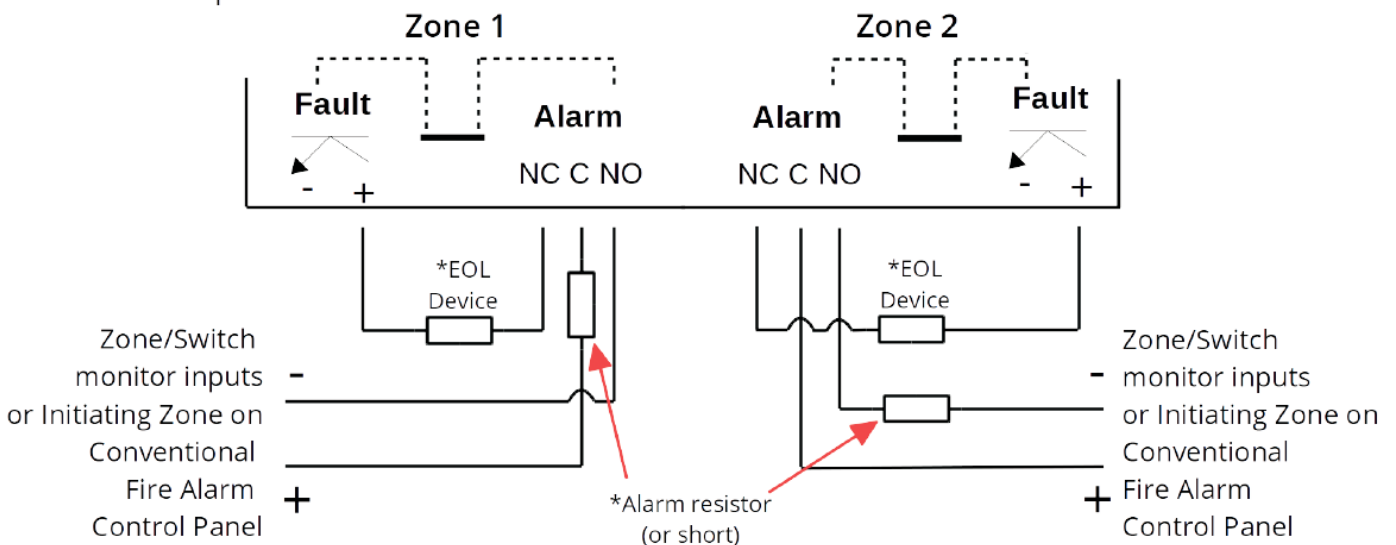 Zone 1
Zone 2
Fault
Alarm
Alarm
Fault
NC C NO
NC C NO
- +
- +
*EOL
Device
*EOL
Device
Zone/Switch
monitor inputs
or Initiating Zone on
Conventional
Fire Alarm
Control Panel
-
+
*Alarm resistor
(or short)
-
+
Zone/Switch
monitor inputs
or Initiating Zone on
Conventional
Fire Alarm
Control Panel